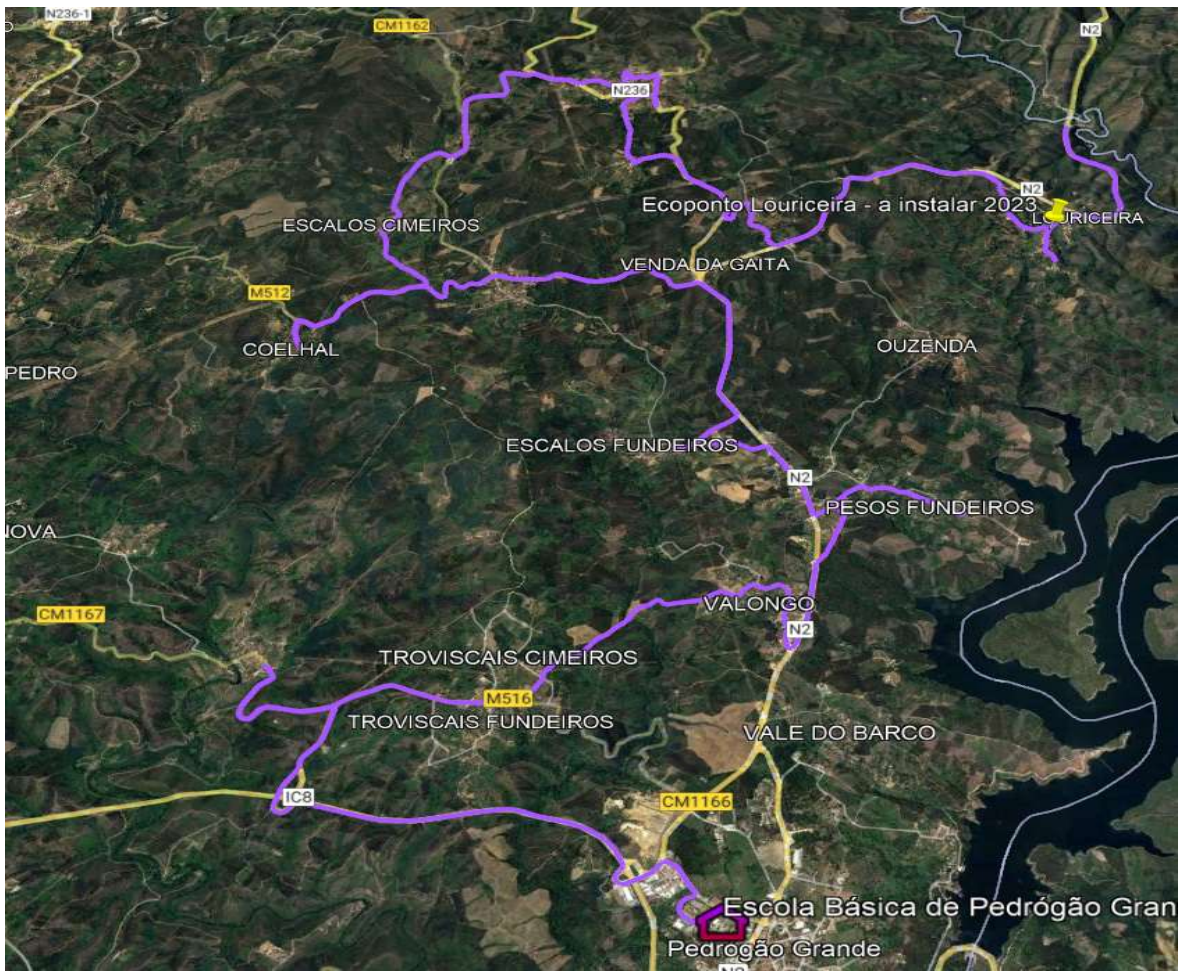 N236-1
CM1162
N2
N236
N2
Ecoponto Louriceira - a instalar 2023
LOURICEIRA
ESCALOS CIMEIROS
VENDA DA GAITA
M512
COELHAL
OUZENDA
PEDRO
ESCALOS FUNDEIROS
N2
PESOS FUNDEIROS
NOVA
VALONGO
CM1167
N2
TROVISCAIS CIMEIROS
M516
TROVISCAIS FUNDEIROS
VALE DO BARCO
IC8
CM1166
Escola Básica de Pedrógão Gran
Pedrogão Grande
N2